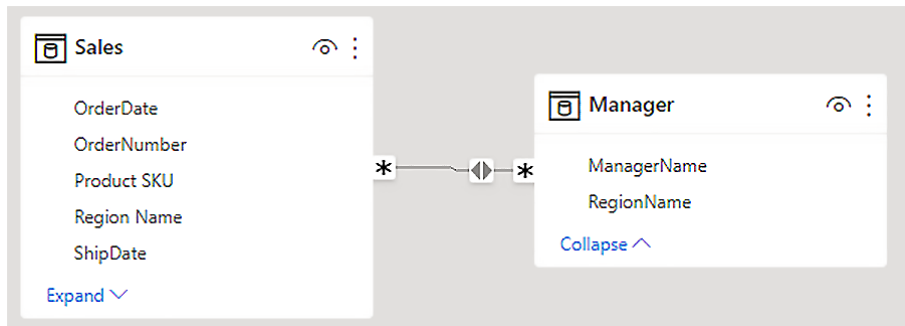 Sales
OrderDate
OrderNumber
Product SKU
Region Name
ShipDate
Expand
*
*
Manager
ManagerName
RegionName
Collapse